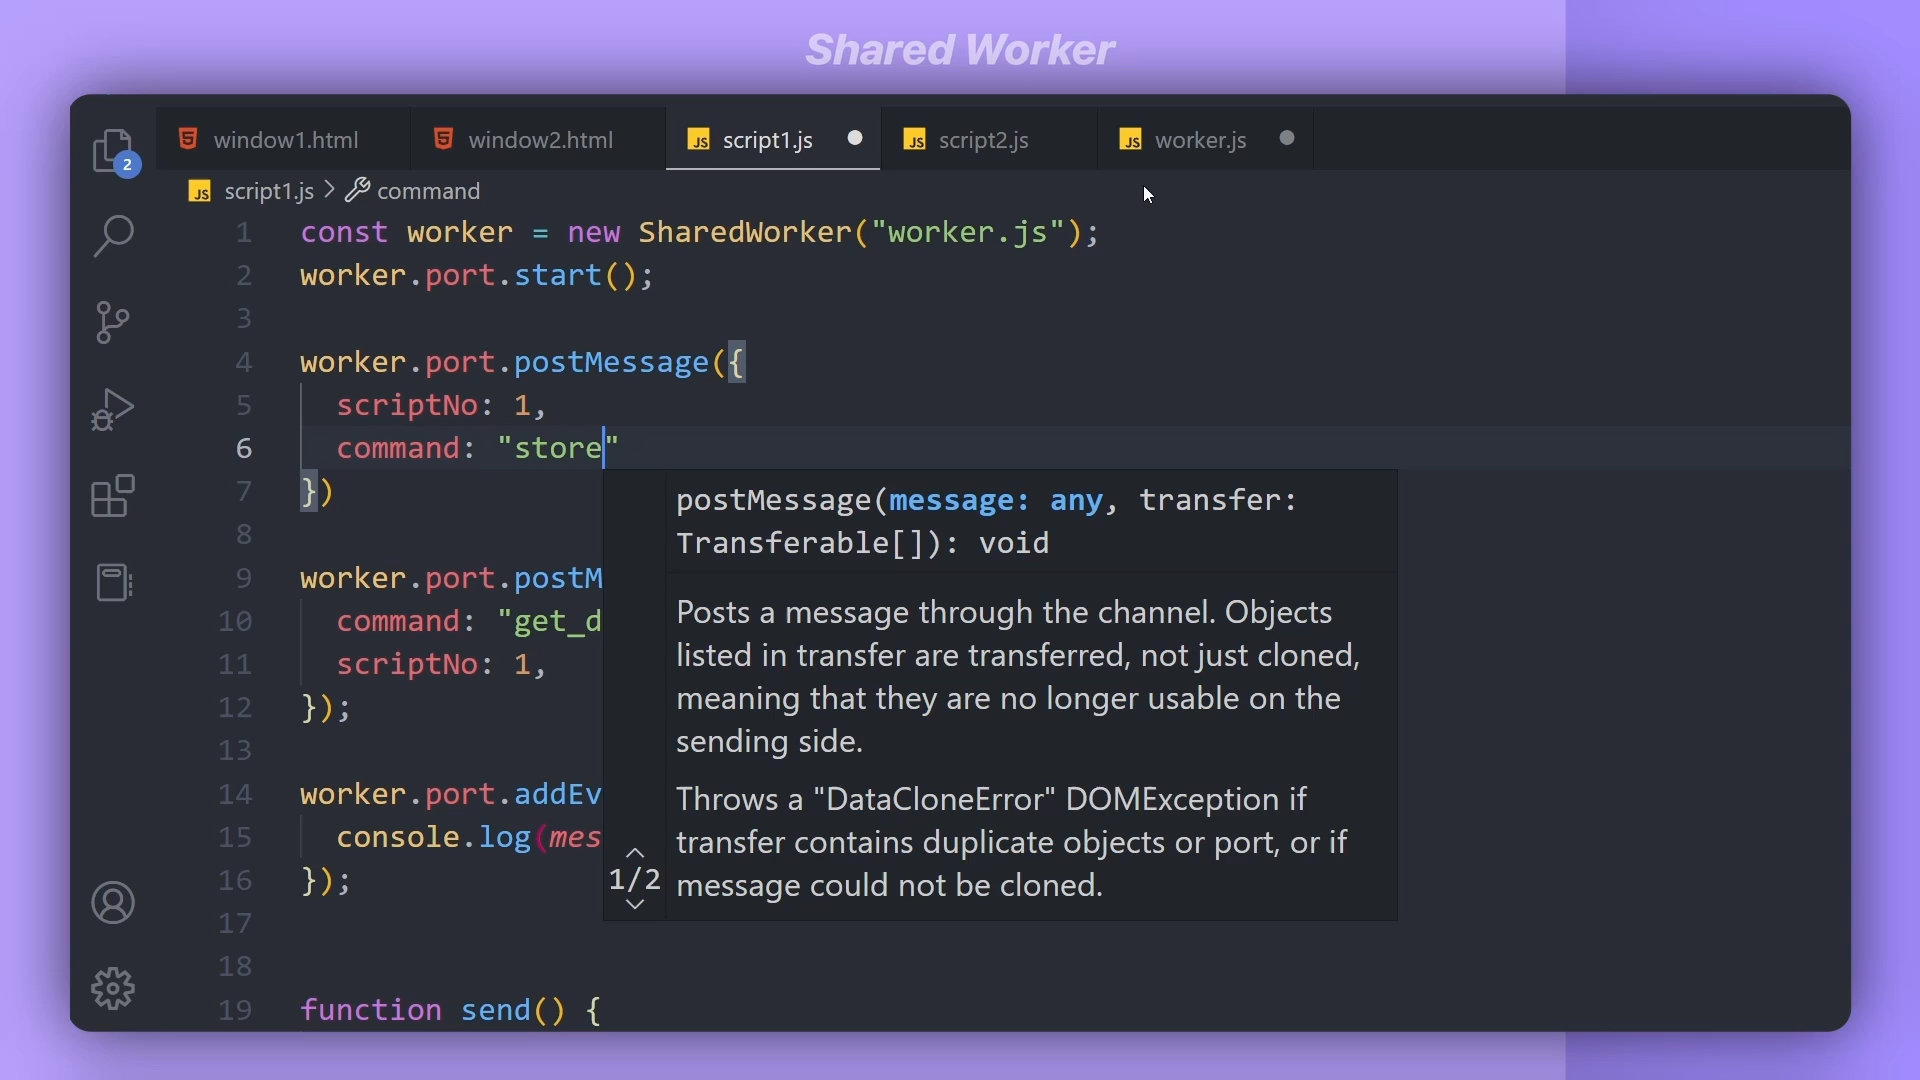 Shared Worker
window1.html
window2.html
JS script1.js
JS script2.js
JS worker.js
2
JS script1.js > command
1 const worker = new SharedWorker("worker.js");
2 worker.port.start();
3
4 worker.port.postMessage({
5 scriptNo: 1,
6 command: "store"
7 })
8
9 worker.port.postM
10 command: "get_d
11 scriptNo: 1,
12 });
13
14 worker.port.addEv
15 console.log(mes
16 });
17
18
19 function send() {
postMessage(message: any, transfer:
Transferable[]): void
Posts a message through the channel. Objects
listed in transfer are transferred, not just cloned,
meaning that they are no longer usable on the
sending side.
Throws a "DataCloneError" DOMException if
transfer contains duplicate objects or port, or if
message could not be cloned.
1/2